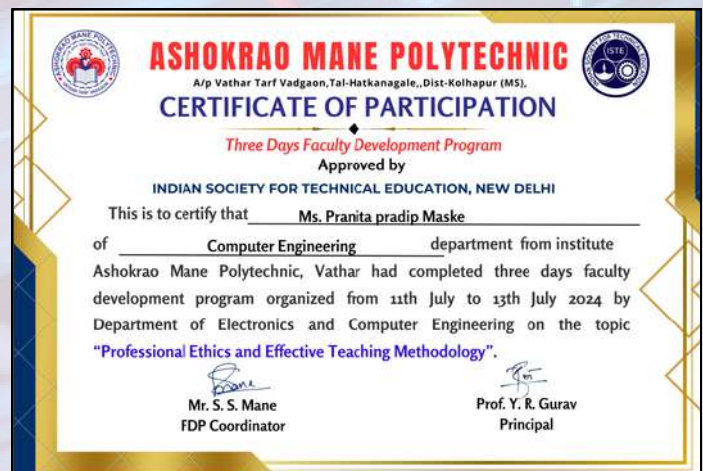 ASHOKRAO MANE POLYTECHNIC
A/p Vathar Tarf Vadgaon,Tal-Hatkanagale,,Dist-Kolhapur (MS),
CERTIFICATE OF PARTICIPATION
Three Days Faculty Development Program
Approved by
INDIAN SOCIETY FOR TECHNICAL EDUCATION, NEW DELHI
This is to certify that Ms. Pranita pradip Maske
of Computer Engineering department from institute
Ashokrao Mane Polytechnic, Vathar had completed three days faculty
development program organized from 11th July to 13th July 2024 by
Department of Electronics and Computer Engineering on the topic
“Professional Ethics and Effective Teaching Methodology”.
Mr. S. S. Mane
FDP Coordinator
Prof. Y. R. Gurav
Principal
ISTE